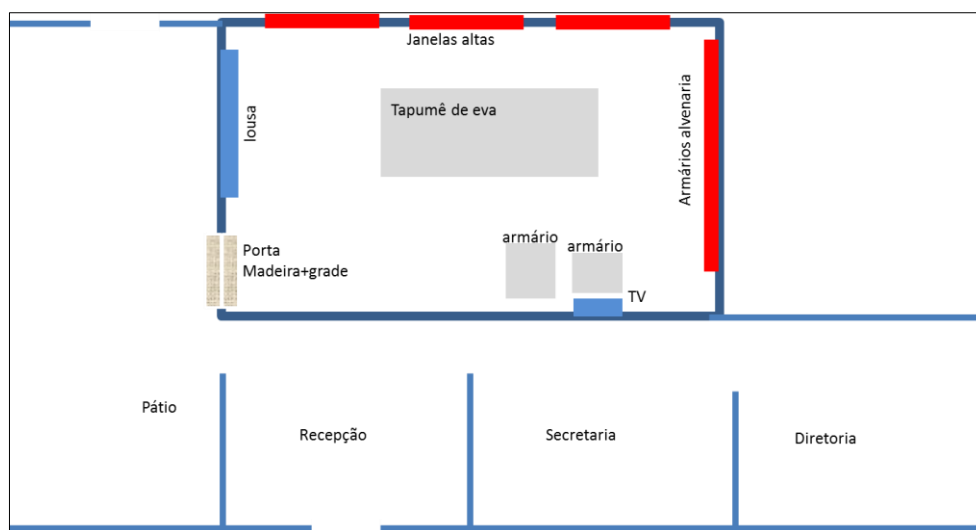 Janelas altas
lousa
Tapumê de eva
Armários alvenaria
armário
armário
Porta
Madeira+grade
TV
Pátio
Recepção
Secretaria
Diretoria